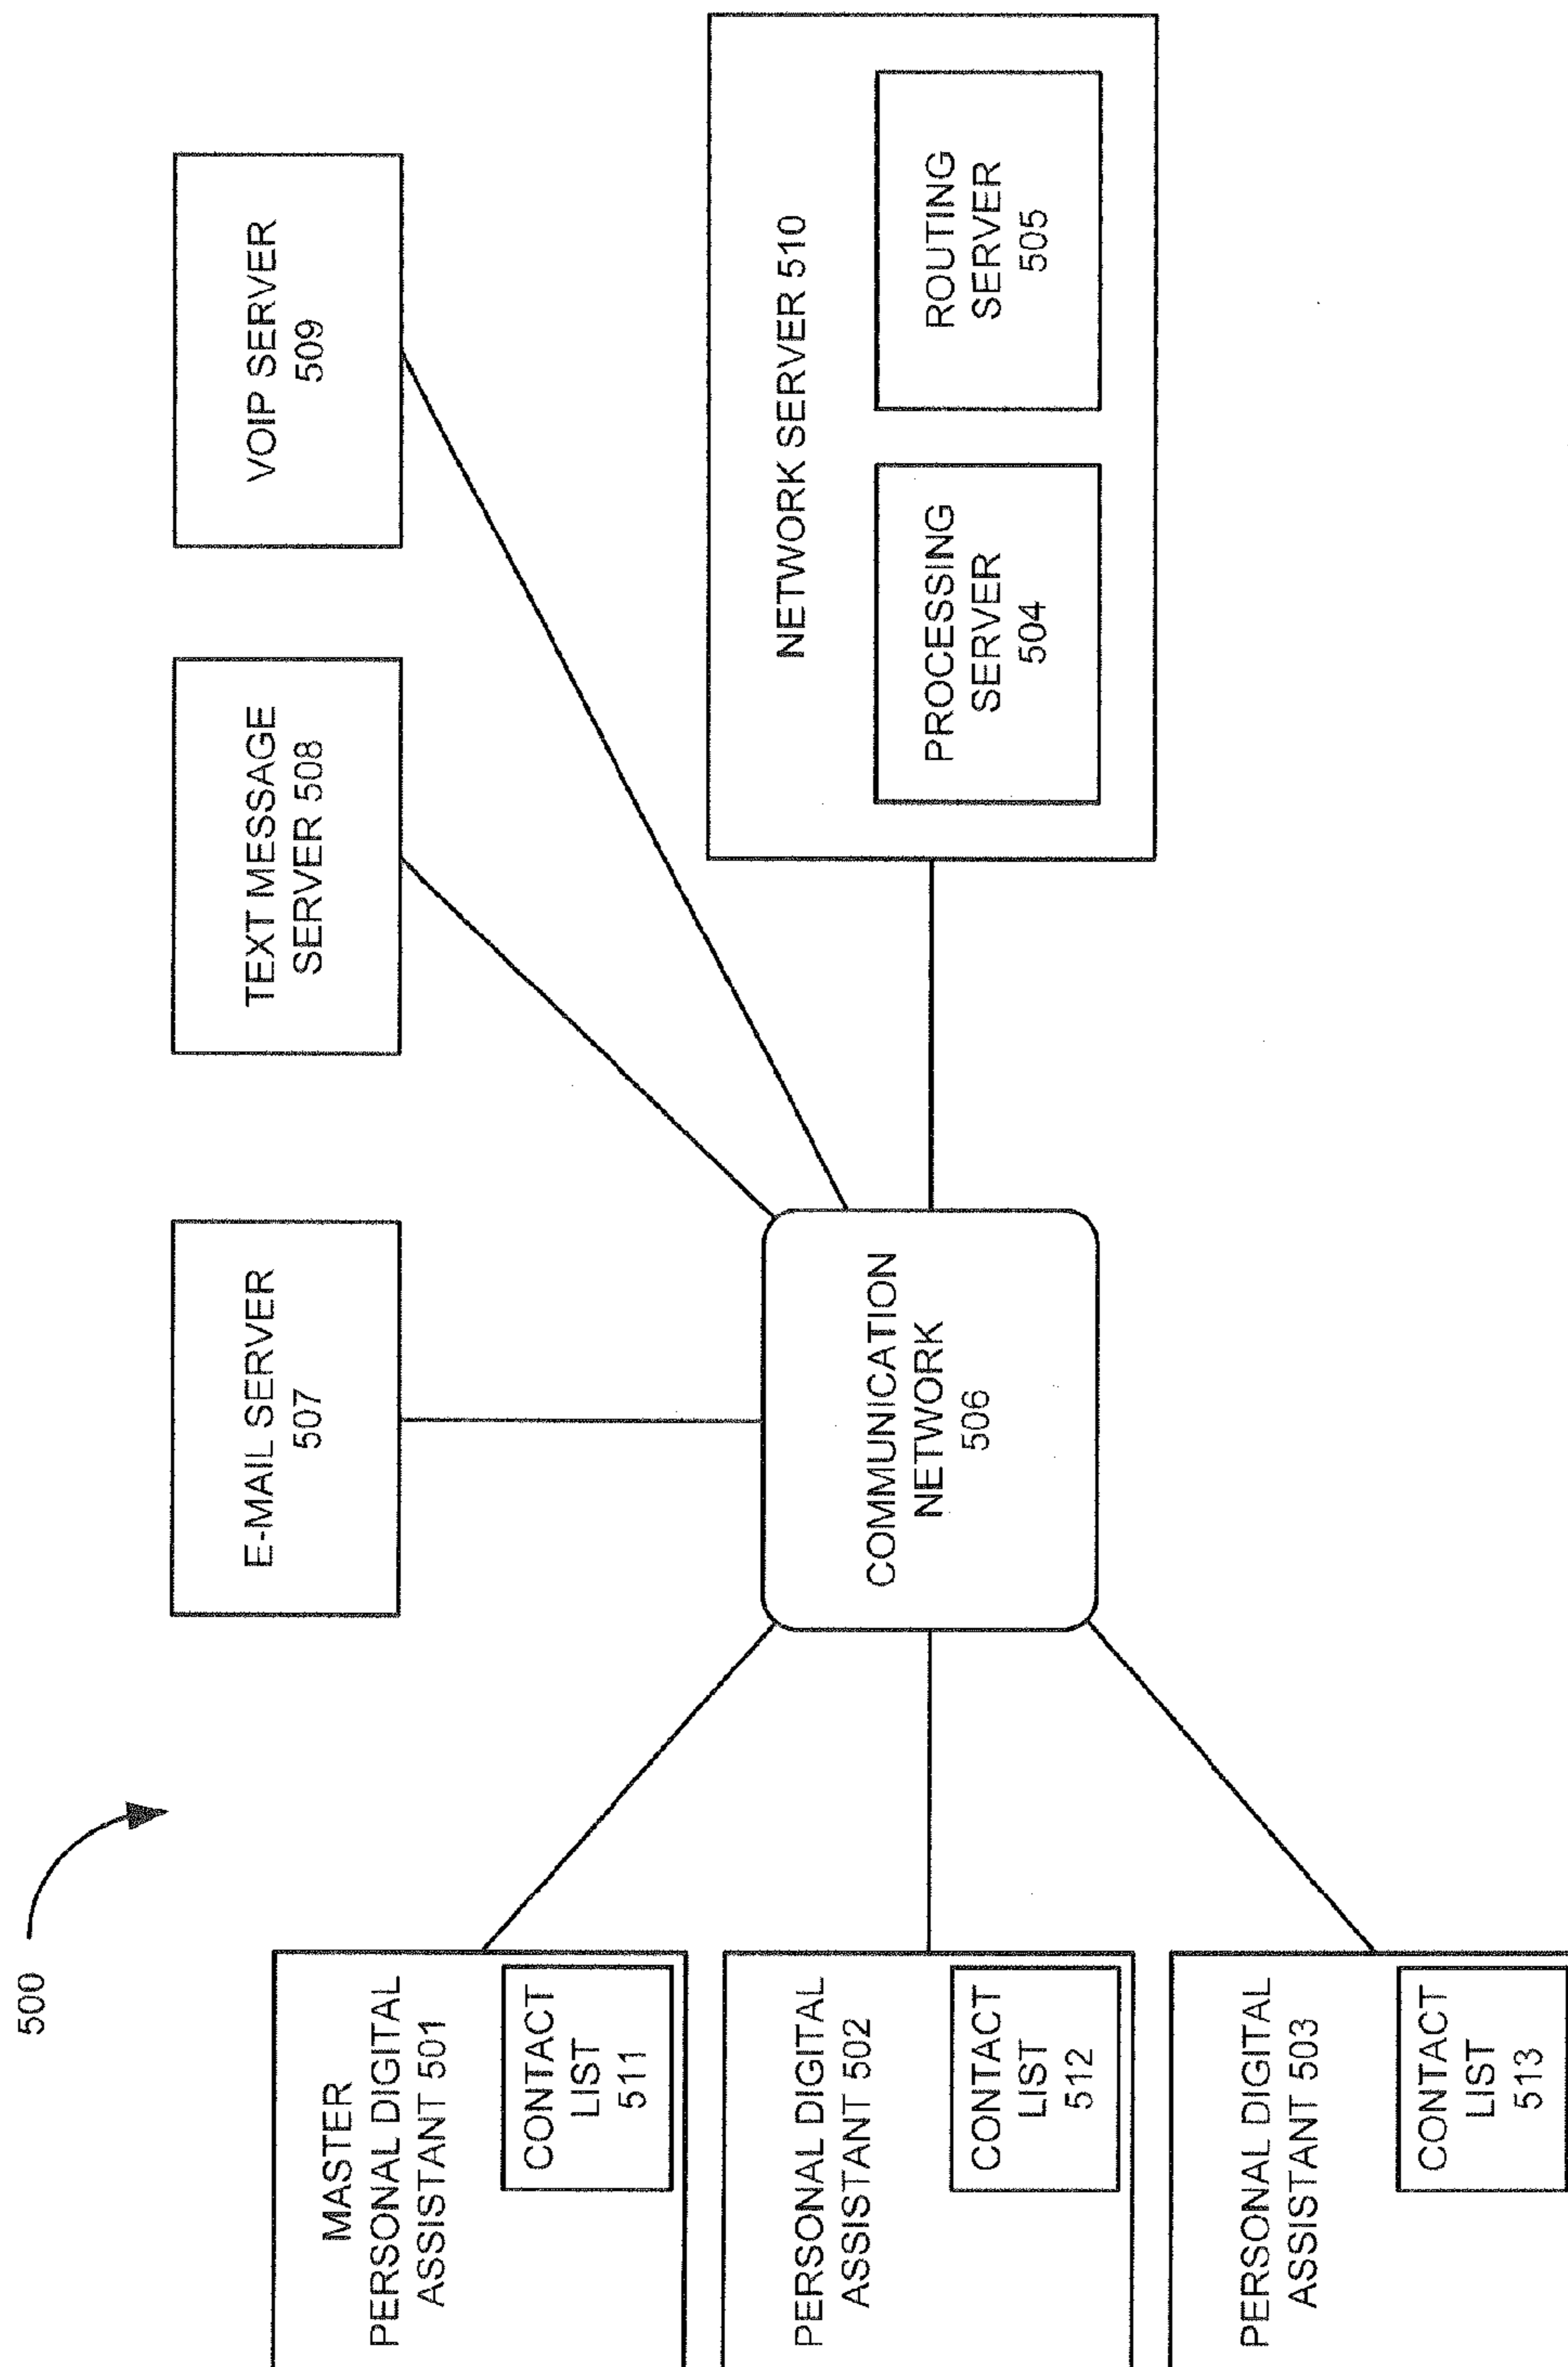 500
MASTER
PERSONAL DIGITAL
ASSISTANT 501
CONTACT
LIST
511
PERSONAL DIGITAL
ASSISTANT 502
CONTACT
LIST
512
PERSONAL DIGITAL
ASSISTANT 503
CONTACT
LIST
513
E-MAIL SERVER
507
COMMUNICATION
NETWORK
506
TEXT MESSAGE
SERVER 508
VOIP SERVER
509
NETWORK SERVER 510
PROCESSING
SERVER
504
ROUTING
SERVER
505